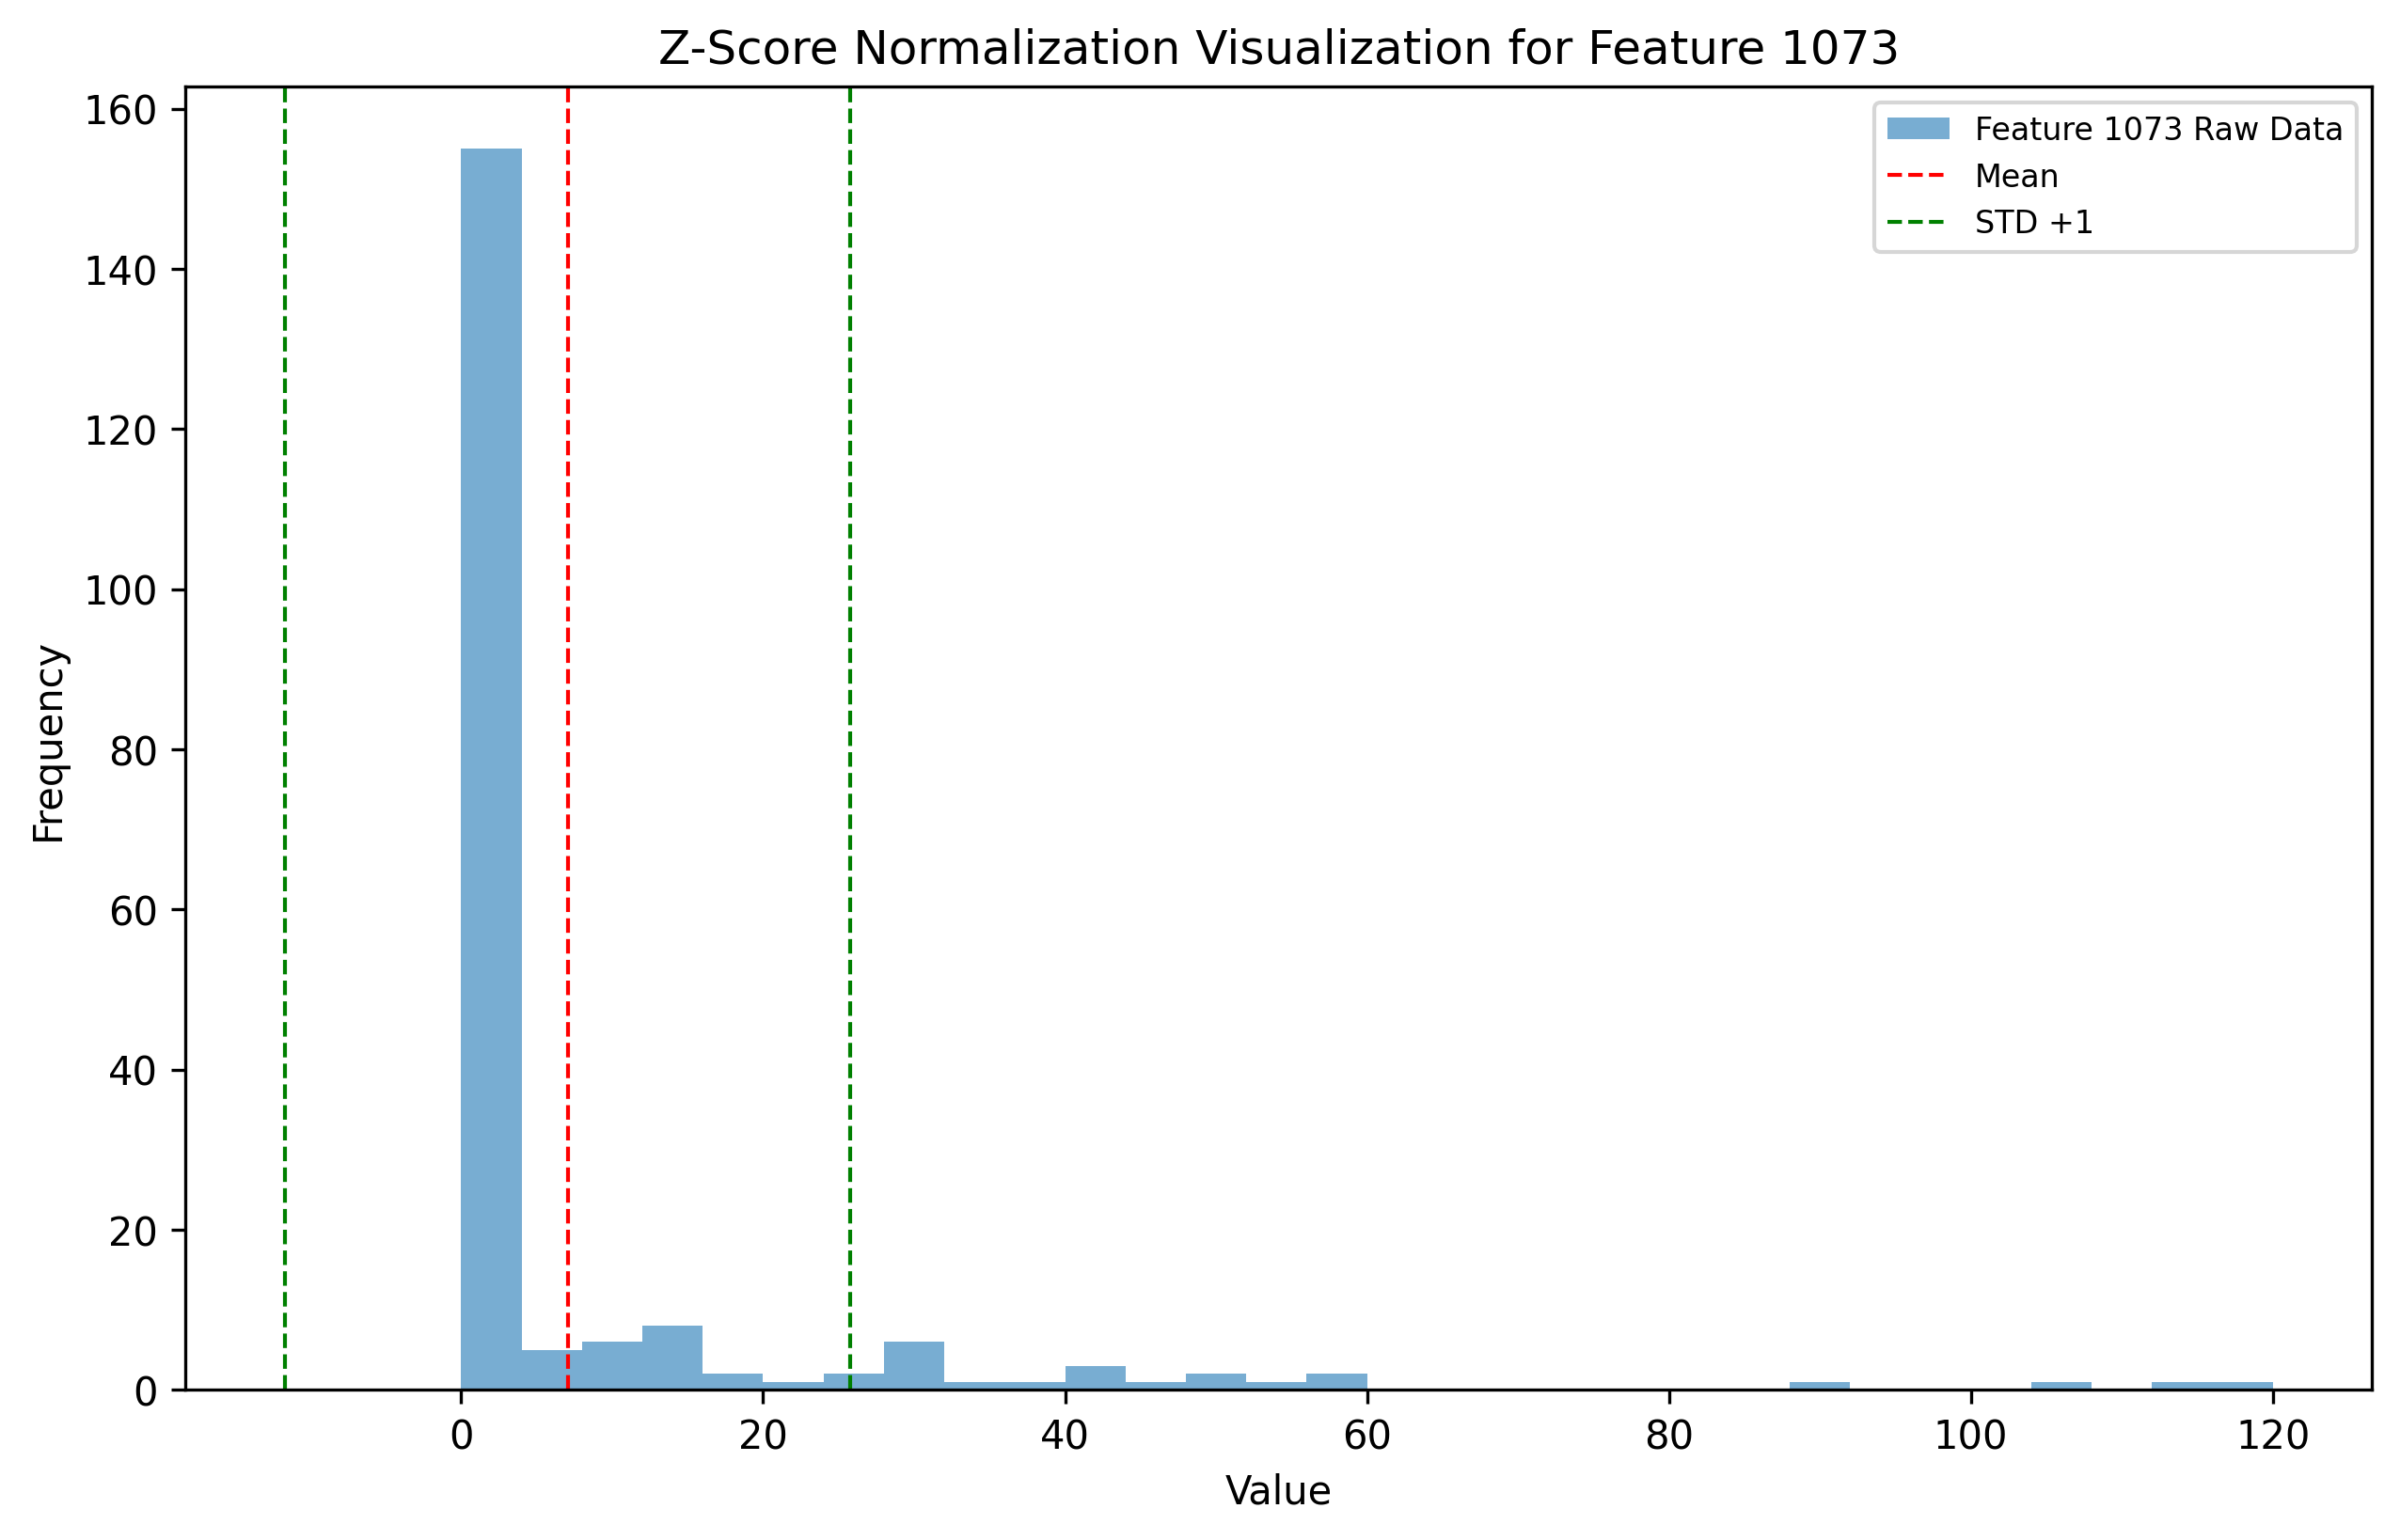 Z-Score Normalization Visualization for Feature 1073
Feature 1073 Raw Data
Mean
STD +1
160
140
120
100
80
60
40
20
0
Frequency
0 20 40 60 80 100 120
Value